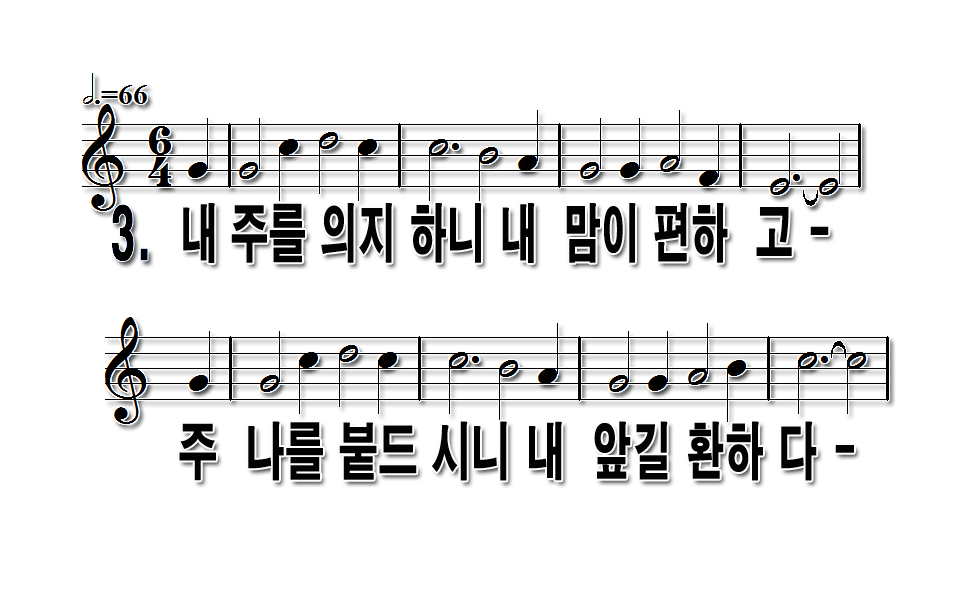 𝅗𝅥.=66
6
4
3. 내 주를 의지 하니 내 맘이 편하 고 -
주 나를 붙드 시니 내 앞길 환하 다 -